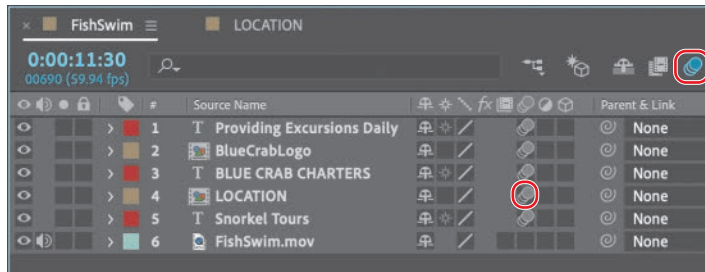 FishSwim
LOCATION
0:00:11:30
00690 (59.94 fps)
# Source Name fx Parent & Link
1 T Providing Excursions Daily None
2 BlueCrabLogo None
3 T BLUE CRAB CHARTERS None
4 LOCATION None
5 T Snorkel Tours None
6 FishSwim.mov None